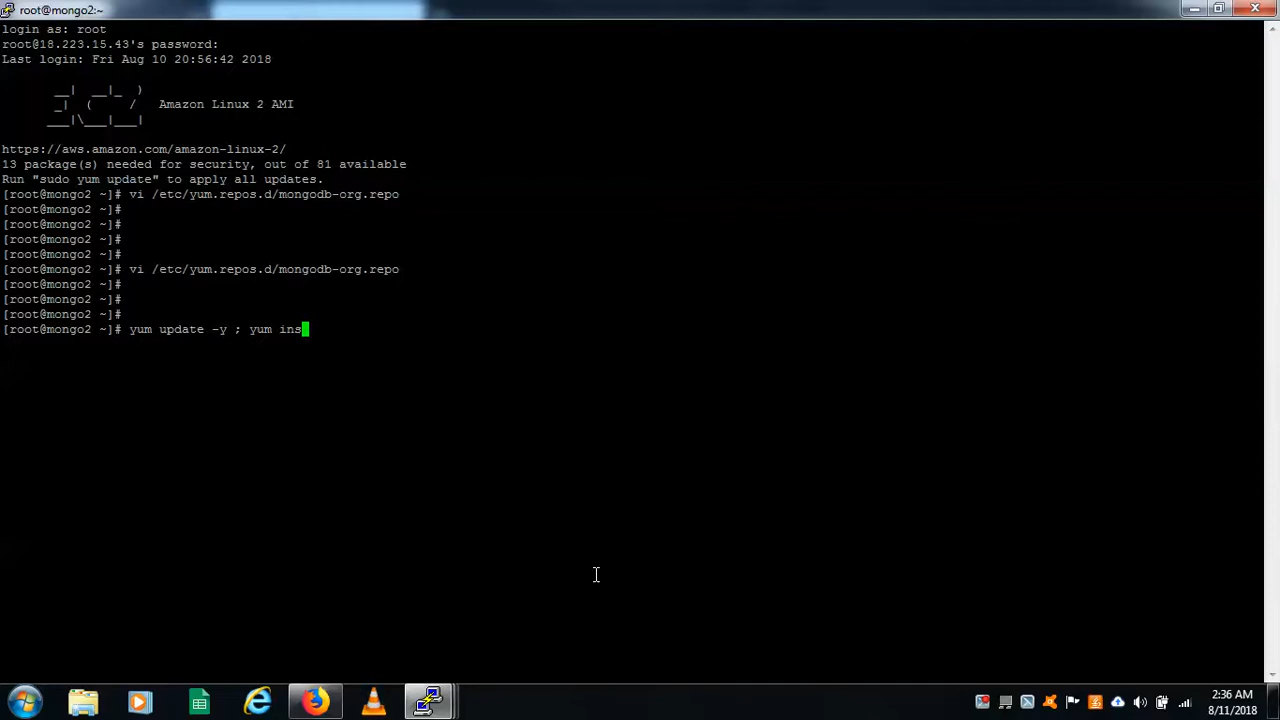 root@mongo2:~
login as: root
root@18.223.15.43's password:
Last login: Fri Aug 10 20:56:42 2018
__| __|_ )
_| ( / Amazon Linux 2 AMI
___|\___|___|
https://aws.amazon.com/amazon-linux-2/
13 package(s) needed for security, out of 81 available
Run "sudo yum update" to apply all updates.
[root@mongo2 ~]# vi /etc/yum.repos.d/mongodb-org.repo
[root@mongo2 ~]#
[root@mongo2 ~]#
[root@mongo2 ~]#
[root@mongo2 ~]#
[root@mongo2 ~]# vi /etc/yum.repos.d/mongodb-org.repo
[root@mongo2 ~]#
[root@mongo2 ~]#
[root@mongo2 ~]#
[root@mongo2 ~]# yum update -y ; yum ins
2:36 AM
8/11/2018